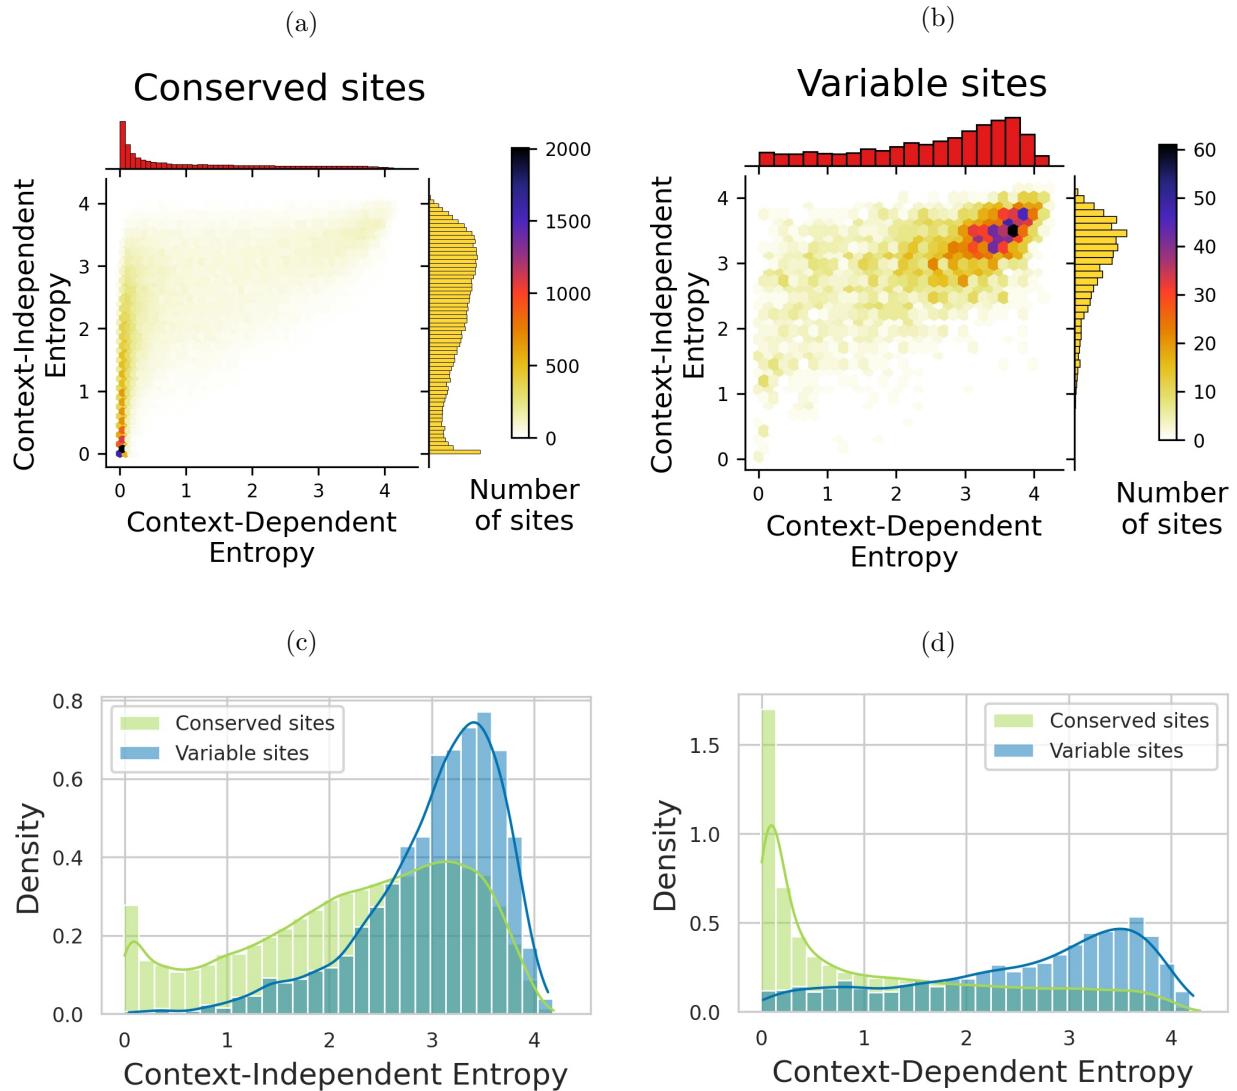 (a)
Conserved sites
Context-Independent
Entropy
4
3
2
1
0
0 1 2 3 4
Context-Dependent
Entropy
2000
1500
1000
500
0
Number
of sites
(b)
Variable sites
Context-Independent
Entropy
4
3
2
1
0
0 1 2 3 4
Context-Dependent
Entropy
60
50
40
30
20
10
0
Number
of sites
(c)
Density
0.8
0.6
0.4
0.2
0.0
Conserved sites
Variable sites
0 1 2 3 4
Context-Independent Entropy
(d)
Density
1.5
1.0
0.5
0.0
Conserved sites
Variable sites
0 1 2 3 4
Context-Dependent Entropy